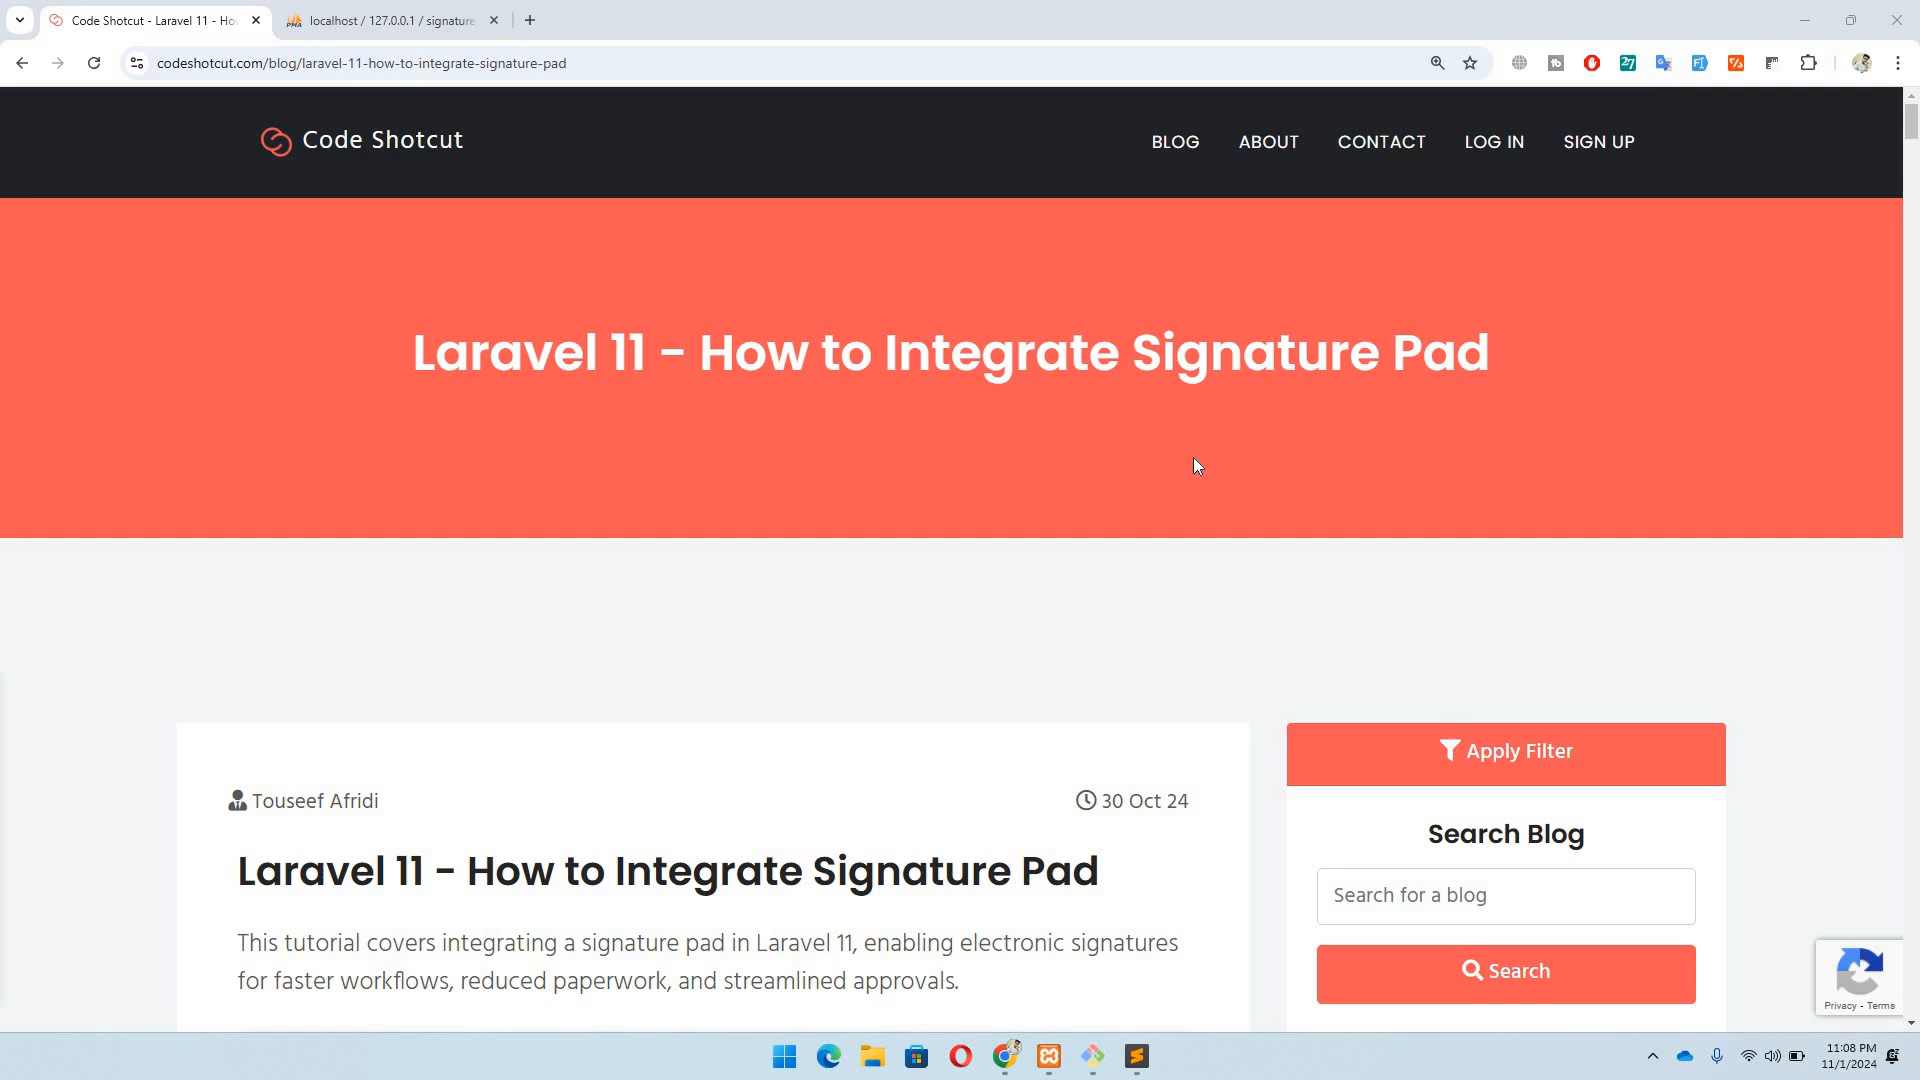 Code Shotcut - Laravel 11 - Ho
localhost / 127.0.0.1 / signature
codeshotcut.com/blog/laravel-11-how-to-integrate-signature-pad
Code Shotcut
BLOG
ABOUT
CONTACT
LOG IN
SIGN UP
Laravel 11 - How to Integrate Signature Pad
Touseef Afridi
30 Oct 24
Laravel 11 - How to Integrate Signature Pad
This tutorial covers integrating a signature pad in Laravel 11, enabling electronic signatures
for faster workflows, reduced paperwork, and streamlined approvals.
Apply Filter
Search Blog
Search for a blog
Search
Privacy - Terms
11:08 PM
11/1/2024